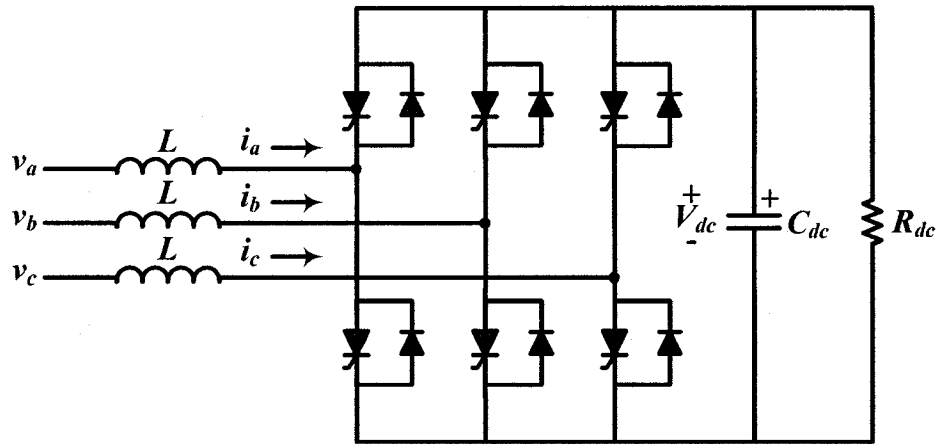 L i_a
v_a
L i_b
v_b
L i_c
v_c
+ +
V_dc C_dc R_dc
-